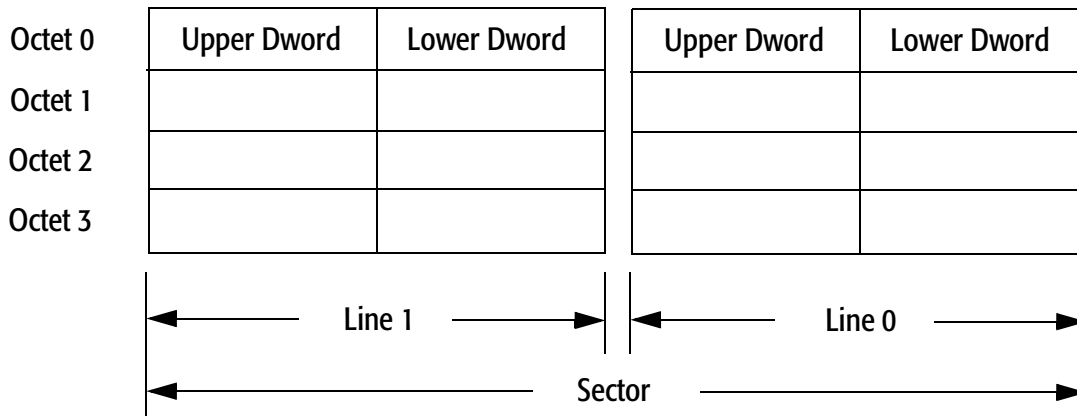 Octet 0 Upper Dword Lower Dword Upper Dword Lower Dword
Octet 1
Octet 2
Octet 3
Line 1 Line 0
Sector